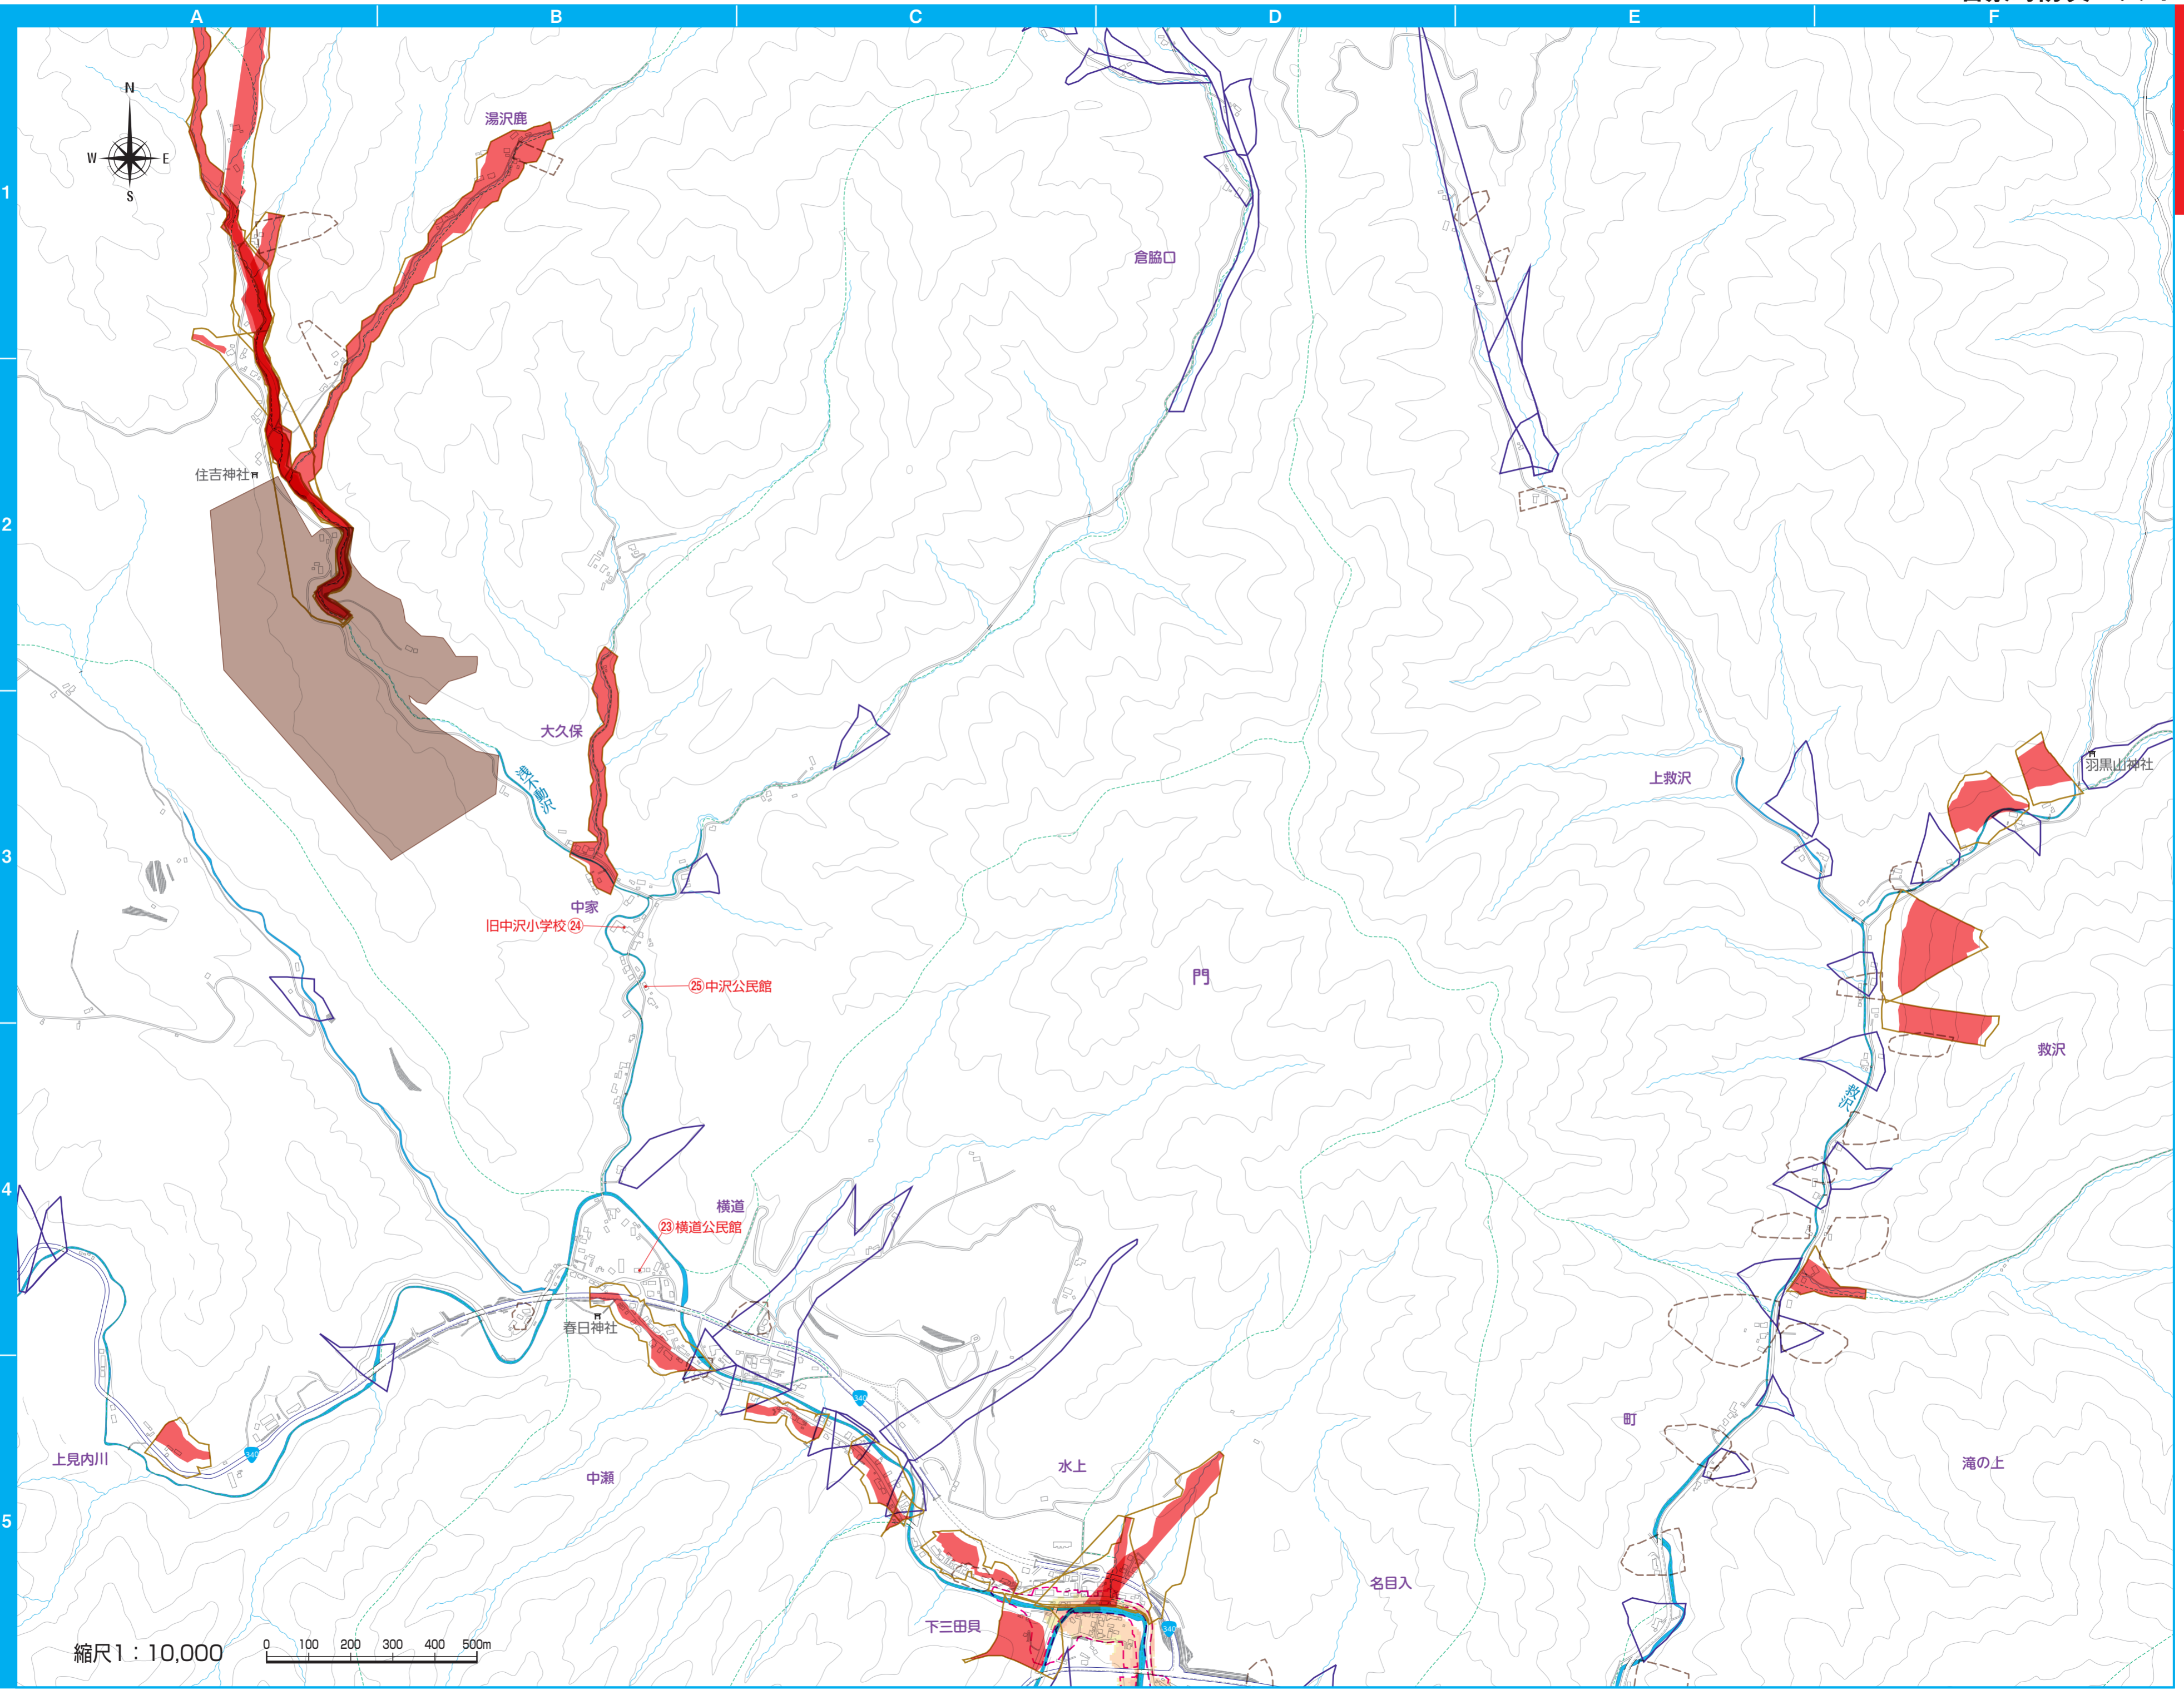 A B C D E F
N
W E
S
湯沢鹿
1
倉脇口
住吉神社
2
大久保
浅不動沢
上救沢
羽黒山神社
3
中家
旧中沢小学校㉔
㉕中沢公民館
門
救沢
救沢
4
横道
㉓横道公民館
春日神社
340
町
上見内川
340
中瀬
水上
滝の上
5
名目入
下三田貝
340
縮尺1:10,000
0 100 200 300 400 500m